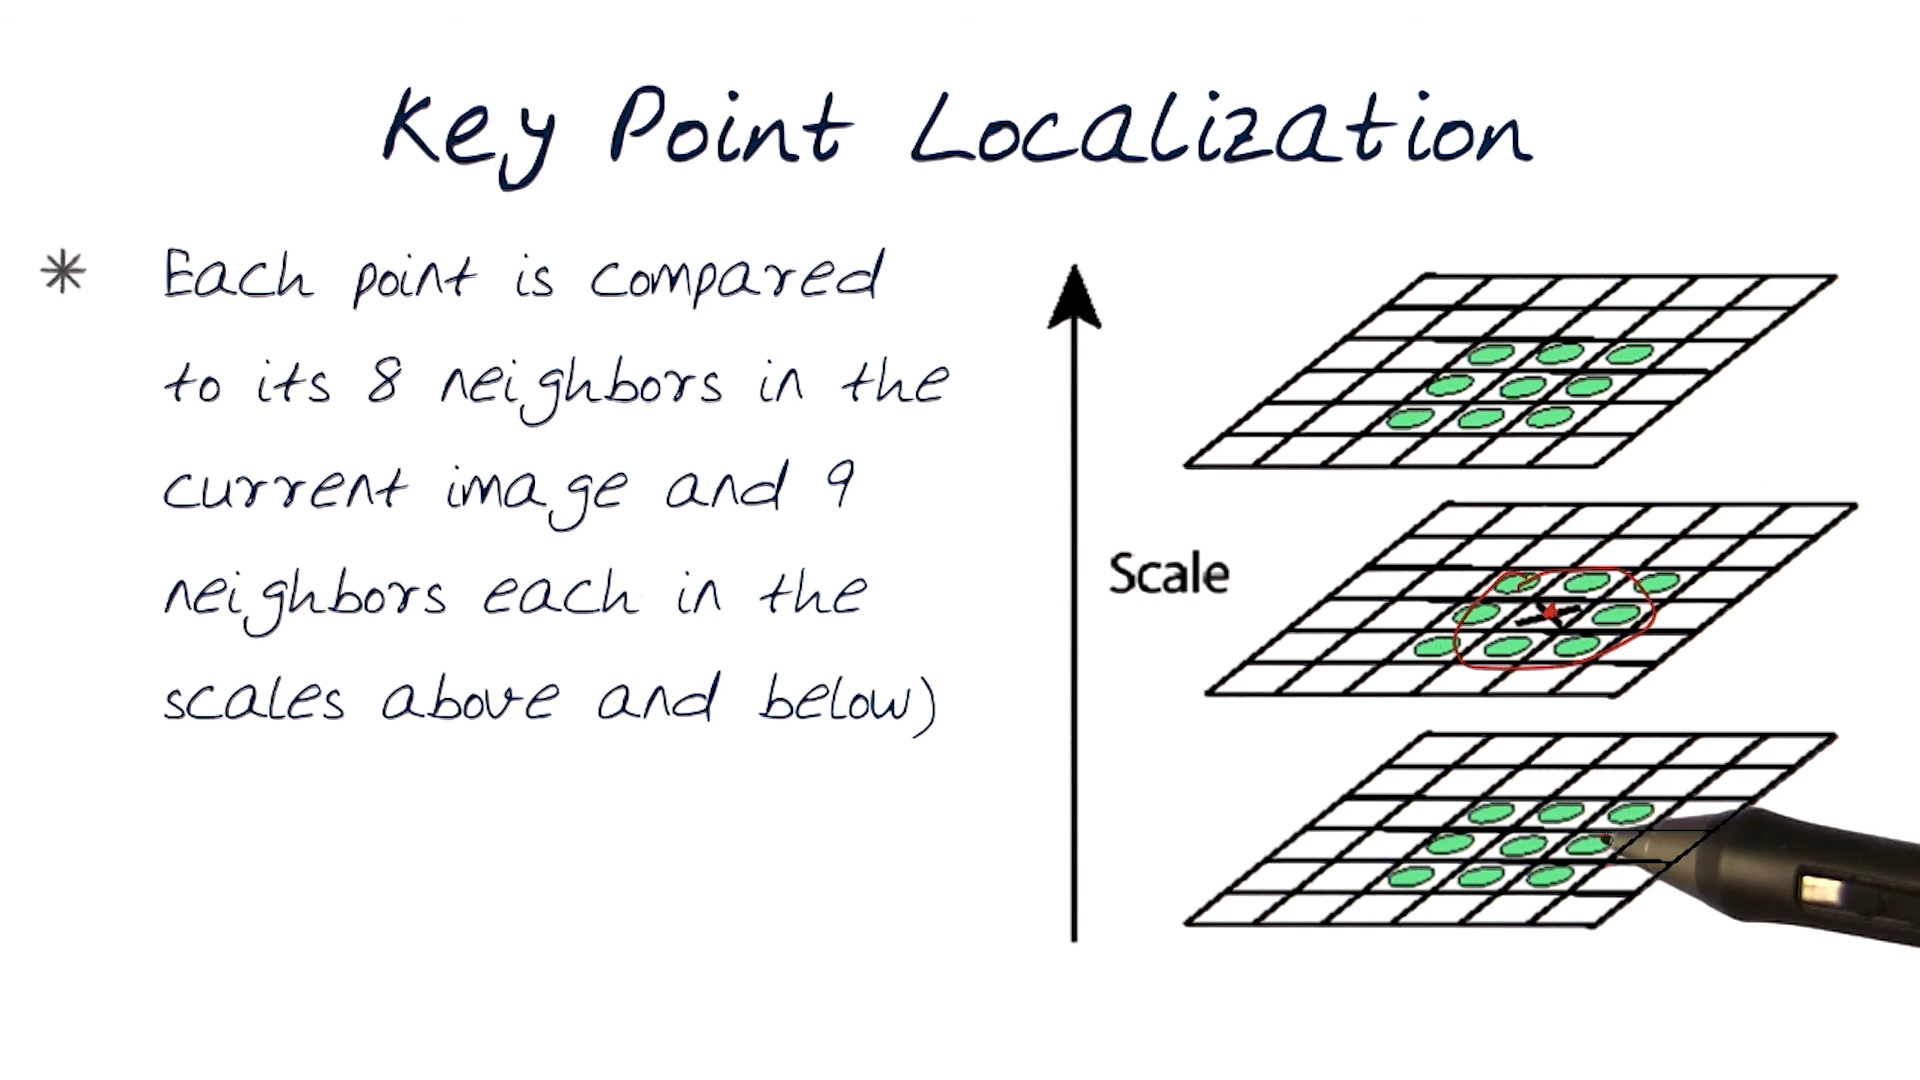 Key Point Localization
* Each point is compared
to its 8 neighbors in the
current image and 9
neighbors each in the
scales above and below)
Scale